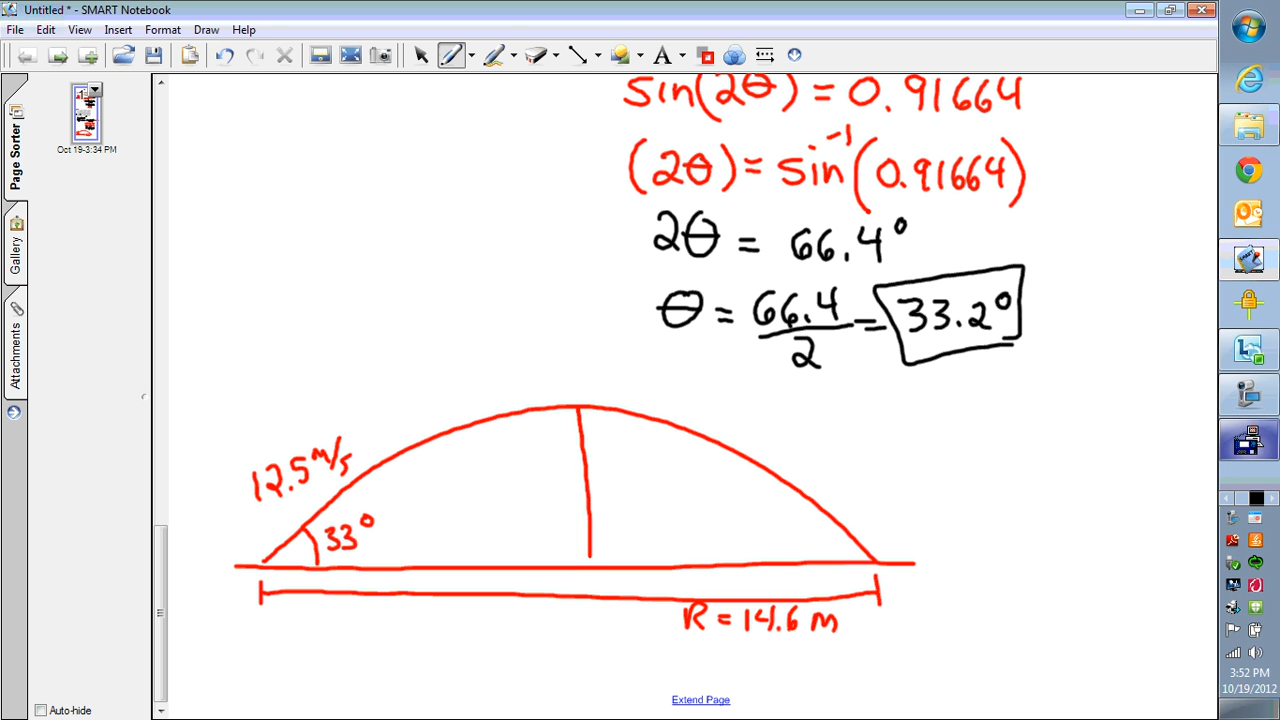 Untitled * - SMART Notebook
File Edit View Insert Format Draw Help
Page Sorter
Gallery
Attachments
1
Oct 19-3:34 PM
sin(2θ) = 0.91664
(2θ) = sin⁻¹(0.91664)
2θ = 66.4°
θ = 66.4/2 = 33.2°
12.5 m/s
33°
R = 14.6 m
Extend Page
Auto-hide
3:52 PM
10/19/2012